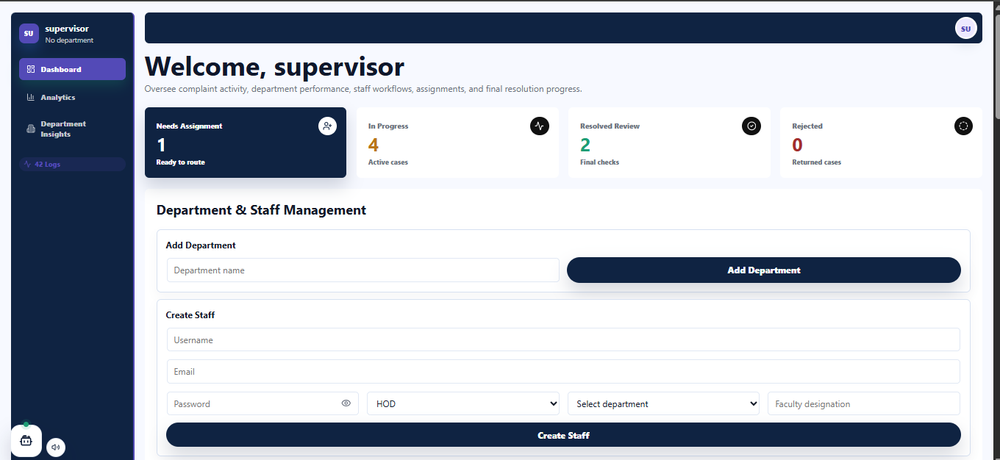 SU
supervisor
No department
Dashboard
Analytics
Department
Insights
42 Logs
SU
Welcome, supervisor
Oversee complaint activity, department performance, staff workflows, assignments, and final resolution progress.
Needs Assignment
1
Ready to route
In Progress
4
Active cases
Resolved Review
2
Final checks
Rejected
0
Returned cases
Department & Staff Management
Add Department
Department name
Add Department
Create Staff
Username
Email
Password
HOD
Select department
Faculty designation
Create Staff